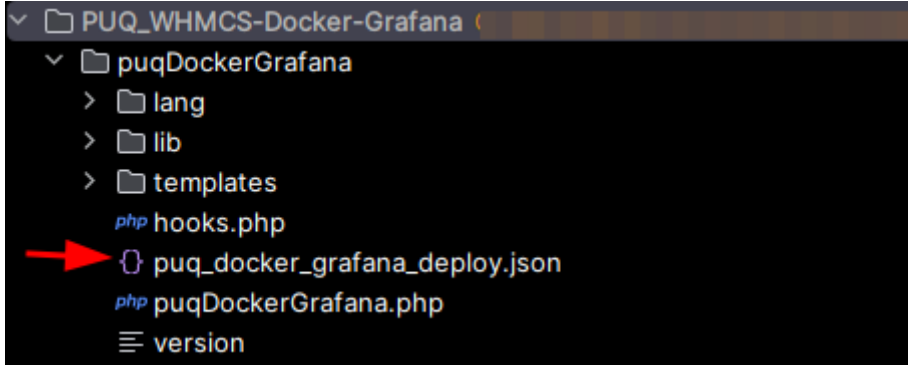 PUQ_WHMCS-Docker-Grafana
puqDockerGrafana
lang
lib
templates
php hooks.php
{} puq_docker_grafana_deploy.json
php puqDockerGrafana.php
version